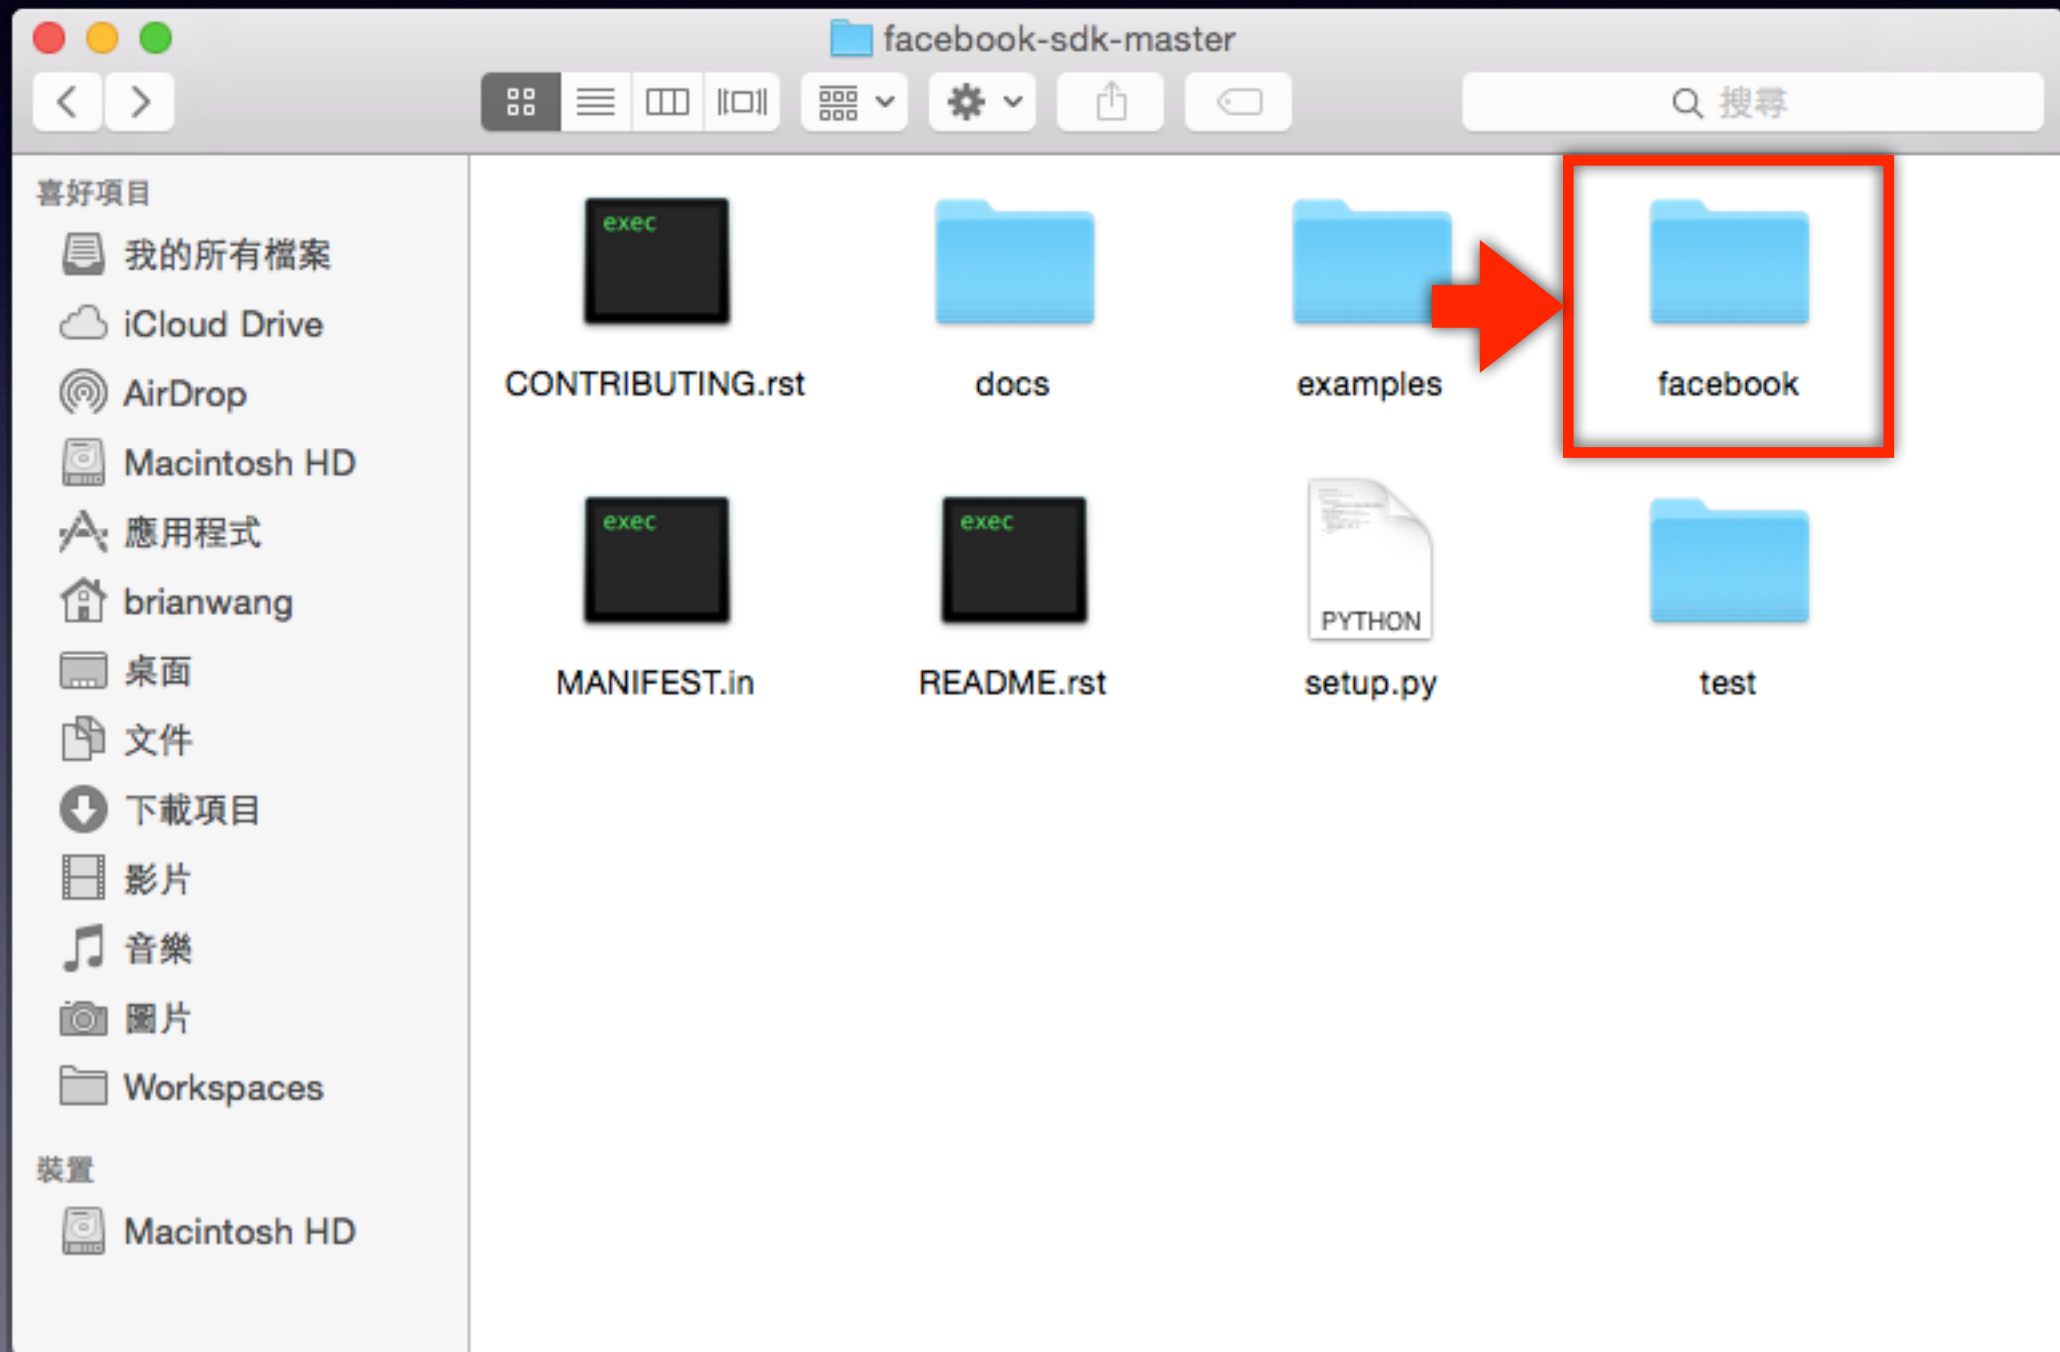 facebook-sdk-master
搜尋
喜好項目
我的所有檔案
iCloud Drive
AirDrop
Macintosh HD
應用程式
brianwang
桌面
文件
下載項目
影片
音樂
圖片
Workspaces
裝置
Macintosh HD
exec
CONTRIBUTING.rst
docs
examples
facebook
exec
exec
PYTHON
MANIFEST.in
README.rst
setup.py
test